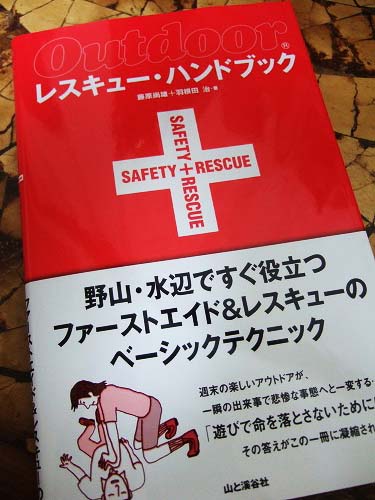 Outdoor®
レスキュー・ハンドブック
藤原尚雄+羽根田 治・著
SAFETY+RESCUE
SAFETY+RESCUE
野山・水辺ですぐ役立つ
ファーストエイド&レスキューの
ベーシックテクニック
週末の楽しいアウトドアが、
一瞬の出来事で悲惨な事態へと一変する…
「遊びで命を落とさないために」
その答えがこの一冊に凝縮され
山と溪谷社